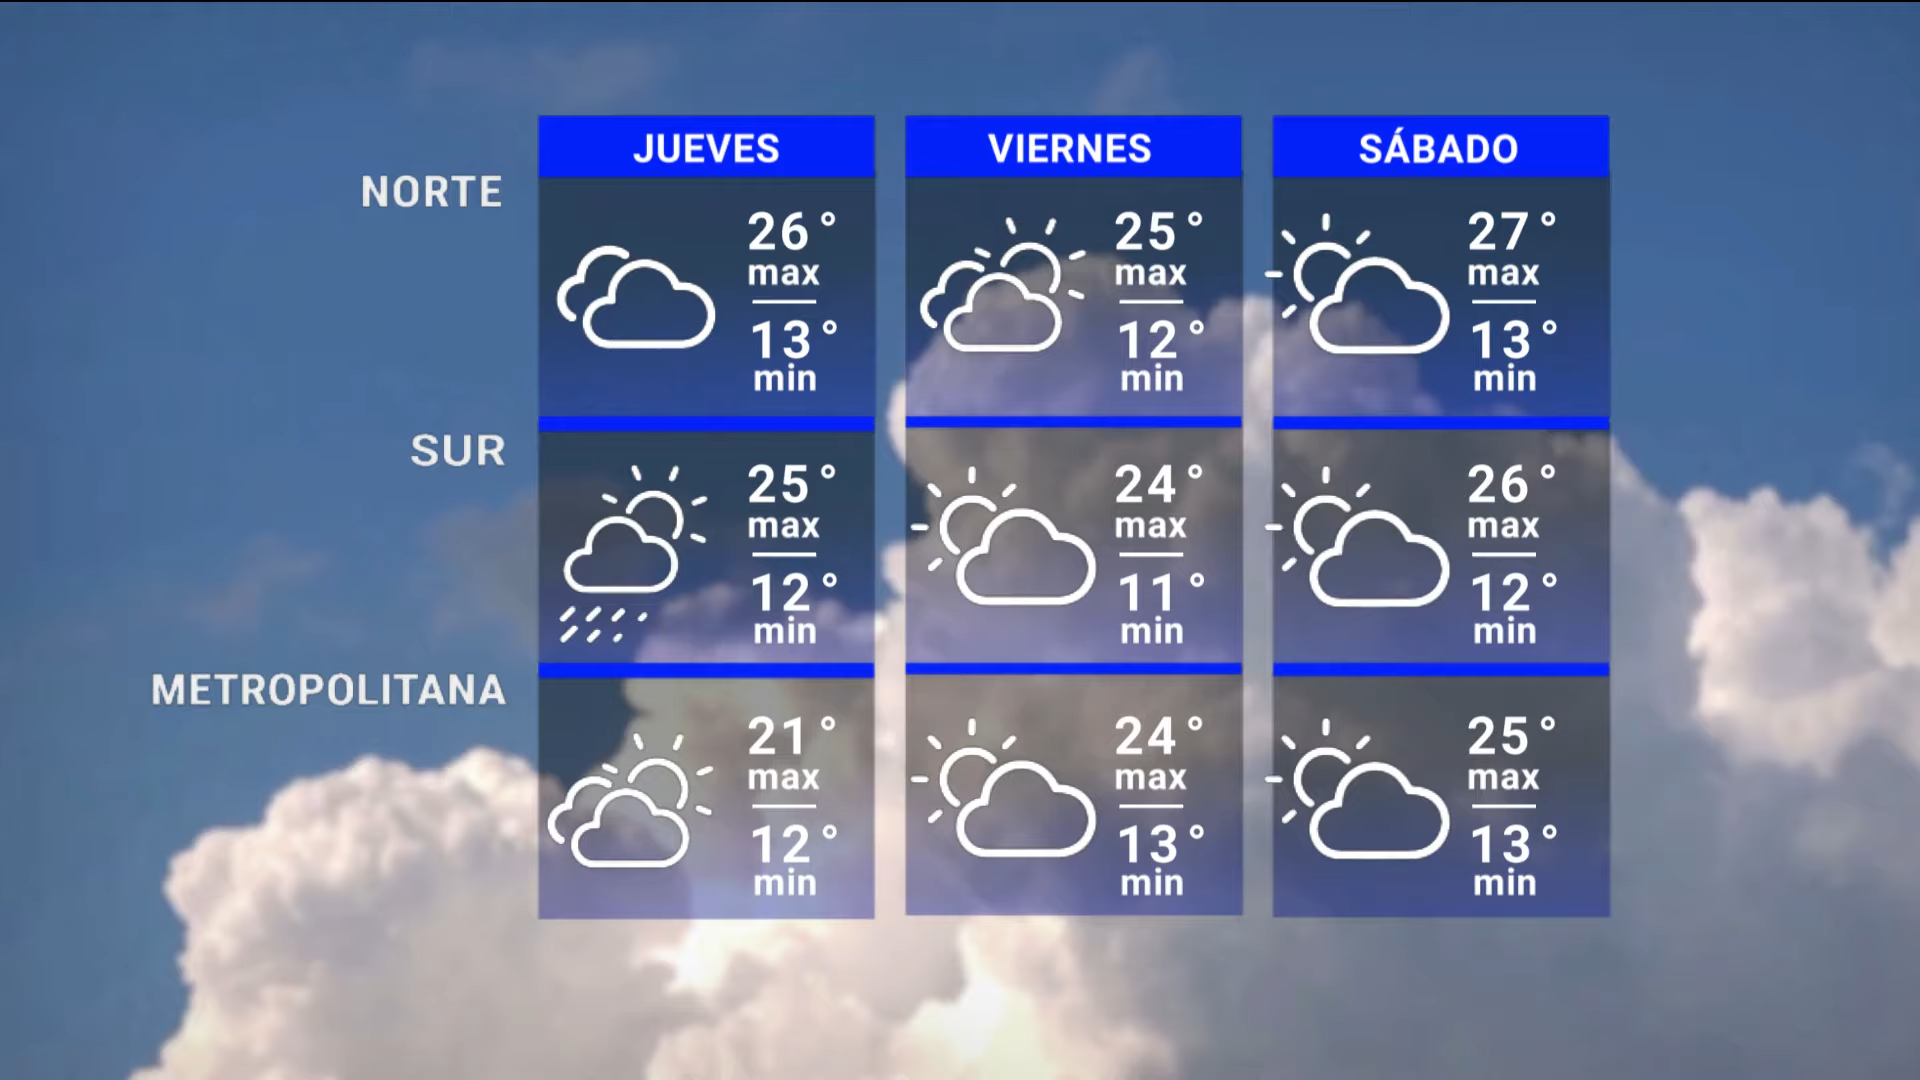 JUEVES
VIERNES
SÁBADO
NORTE
26°
max
13°
min
25°
max
12°
min
27°
max
13°
min
SUR
25°
max
12°
min
24°
max
11°
min
26°
max
12°
min
METROPOLITANA
21°
max
12°
min
24°
max
13°
min
25°
max
13°
min